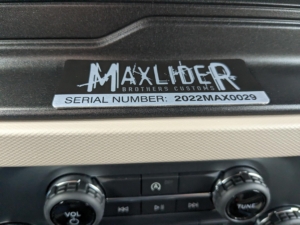 MAXLIDER
BROTHERS CUSTOMS
SERIAL NUMBER: 2022MAX0029
VOL
TUNE